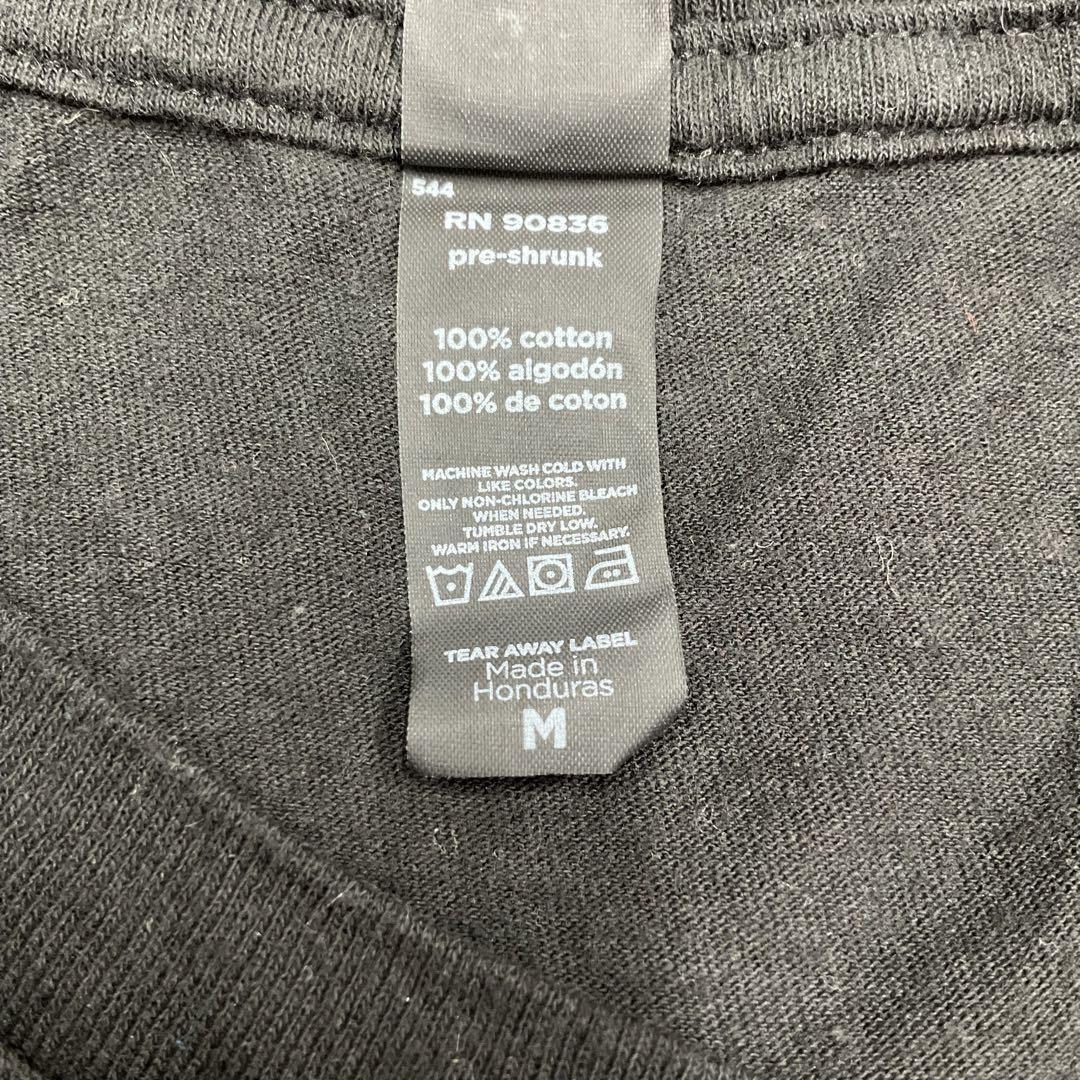 544
RN 90836
pre-shrunk
100% cotton
100% algodón
100% de coton
MACHINE WASH COLD WITH
LIKE COLORS.
ONLY NON-CHLORINE BLEACH
WHEN NEEDED.
TUMBLE DRY LOW.
WARM IRON IF NECESSARY.
TEAR AWAY LABEL
Made in
Honduras
M